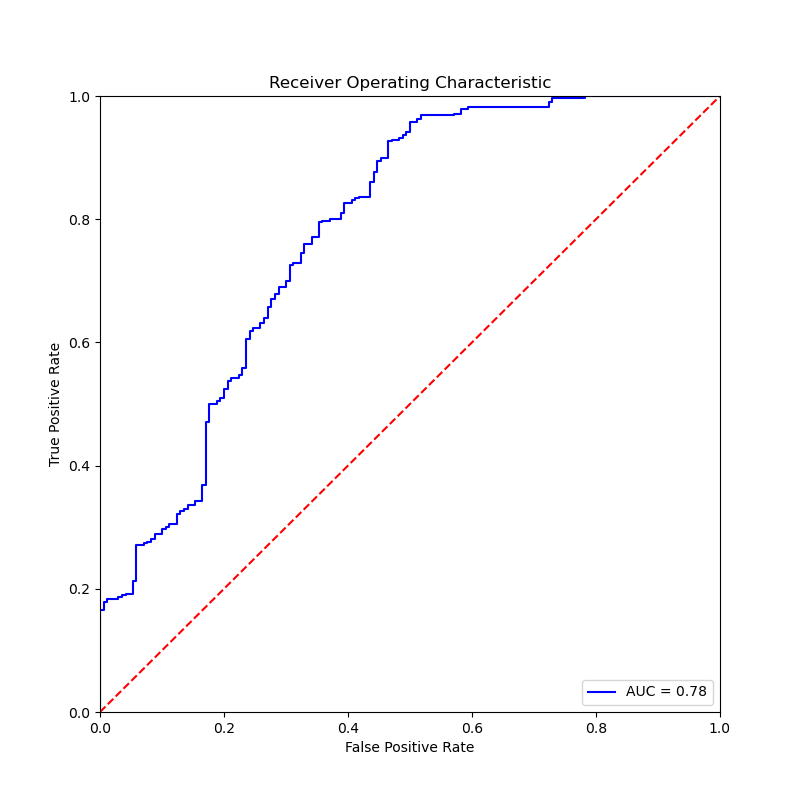 Receiver Operating Characteristic
1.0
0.8
0.6
0.4
0.2
0.0
True Positive Rate
AUC = 0.78
0.0 0.2 0.4 0.6 0.8 1.0
False Positive Rate